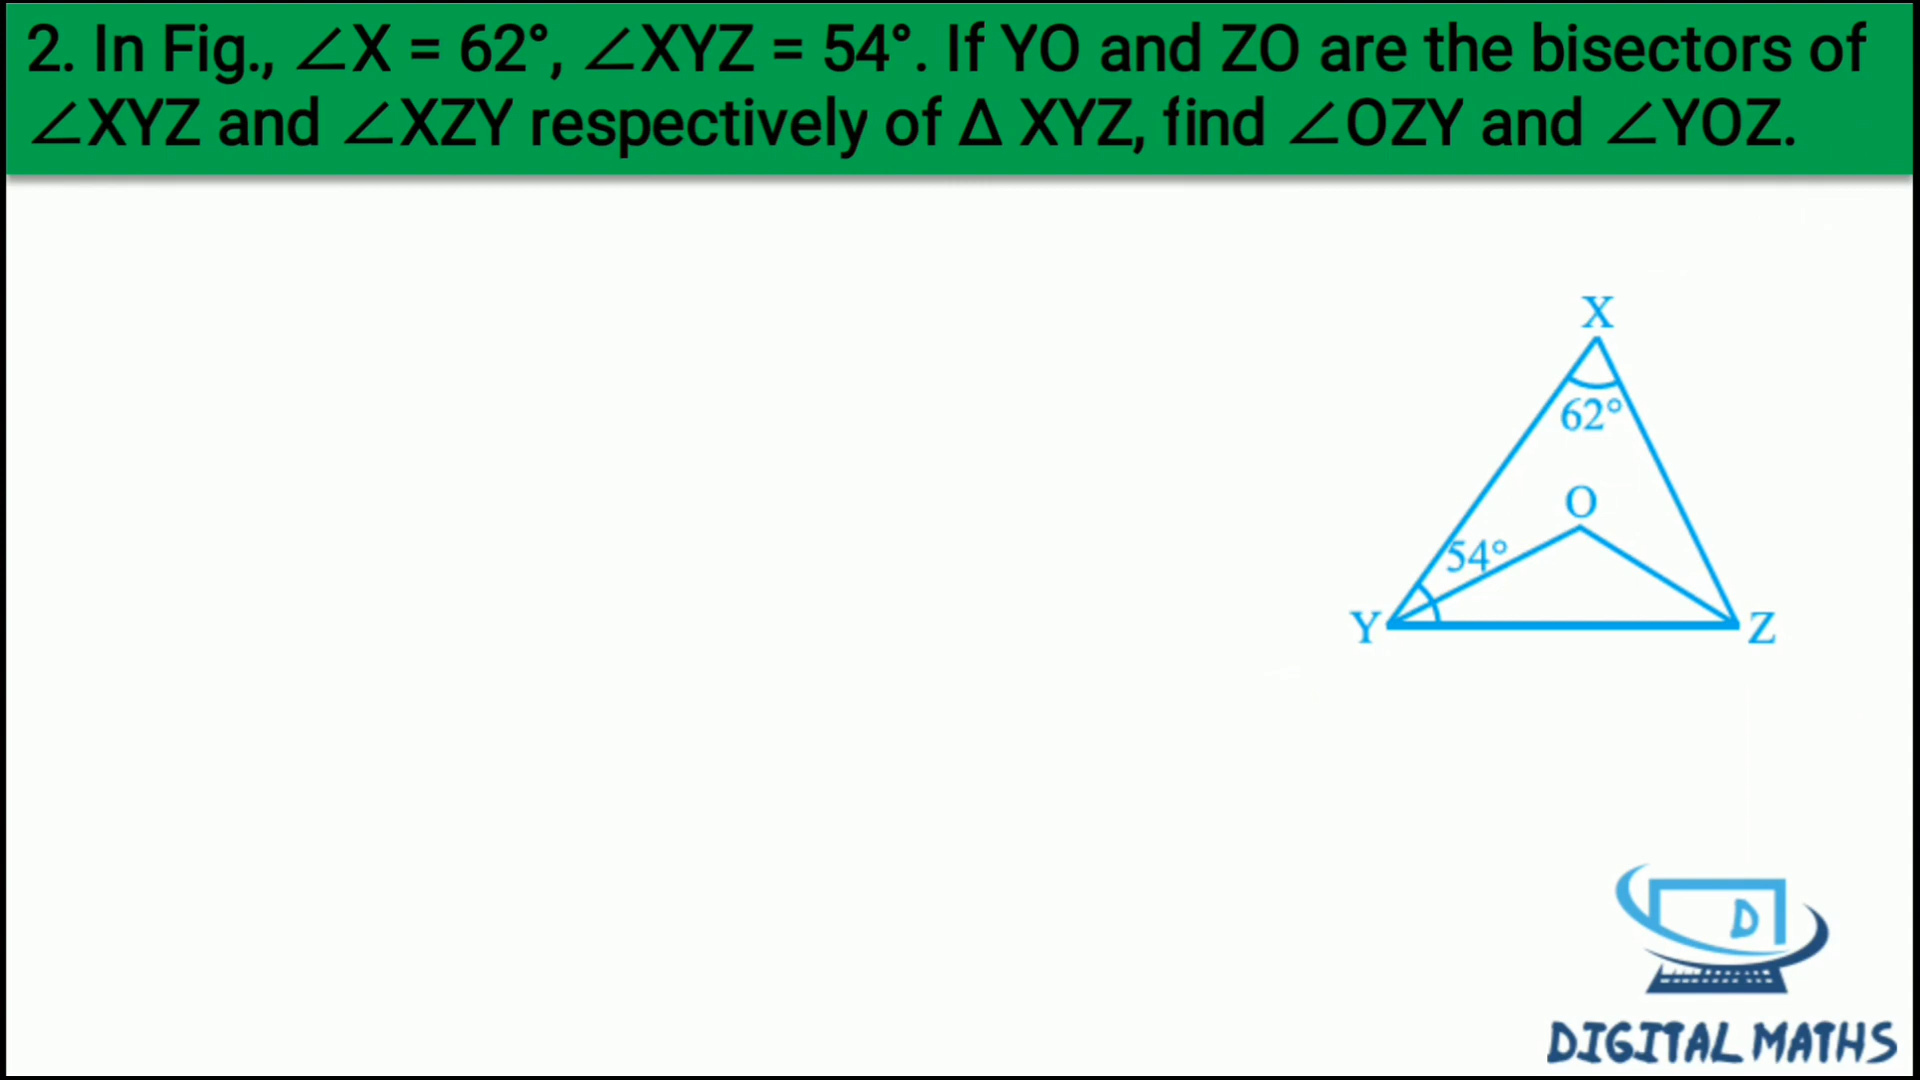 2. In Fig., ∠X = 62°, ∠XYZ = 54°. If YO and ZO are the bisectors of
∠XYZ and ∠XZY respectively of Δ XYZ, find ∠OZY and ∠YOZ.
X
62°
O
54°
Y
Z
D
DIGITAL MATHS